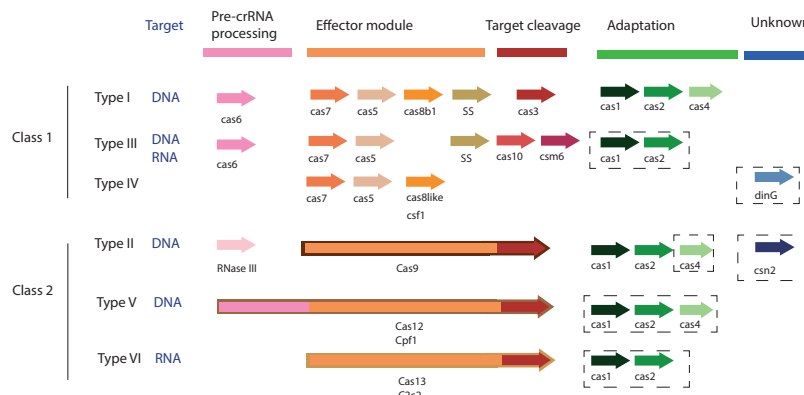 Target
Pre-crRNA
processing
Effector module
Target cleavage
Adaptation
Unknown
Class 1
Type I DNA
cas6
cas7 cas5 cas8b1 SS cas3
cas1 cas2 cas4
Type III DNA
RNA
cas6
cas7 cas5 SS cas10 csm6
cas1 cas2
Type IV
cas7 cas5 cas8like
csf1
dinG
Class 2
Type II DNA
RNase III
Cas9
cas1 cas2 cas4
csn2
Type V DNA
Cas12
Cpf1
cas1 cas2 cas4
Type VI RNA
Cas13
cas1 cas2